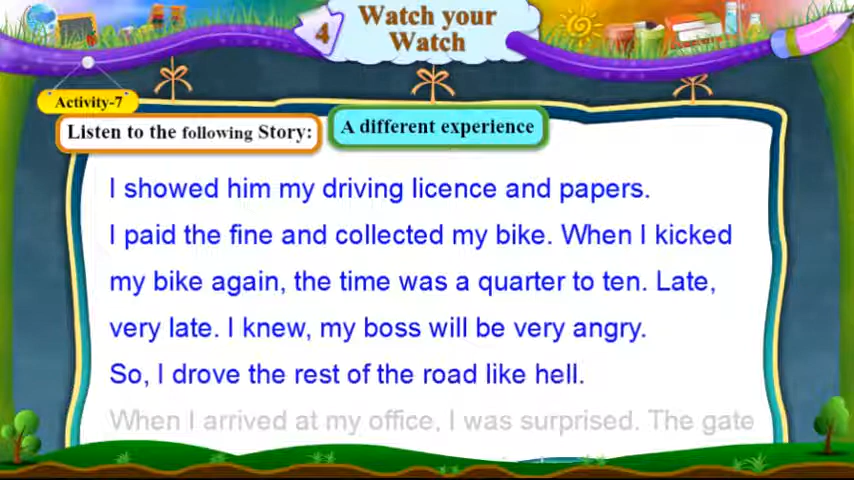 4
Watch your
Watch
Activity-7
Listen to the following Story:
A different experience
I showed him my driving licence and papers.
I paid the fine and collected my bike. When I kicked
my bike again, the time was a quarter to ten. Late,
very late. I knew, my boss will be very angry.
So, I drove the rest of the road like hell.
When I arrived at my office, I was surprised. The gate